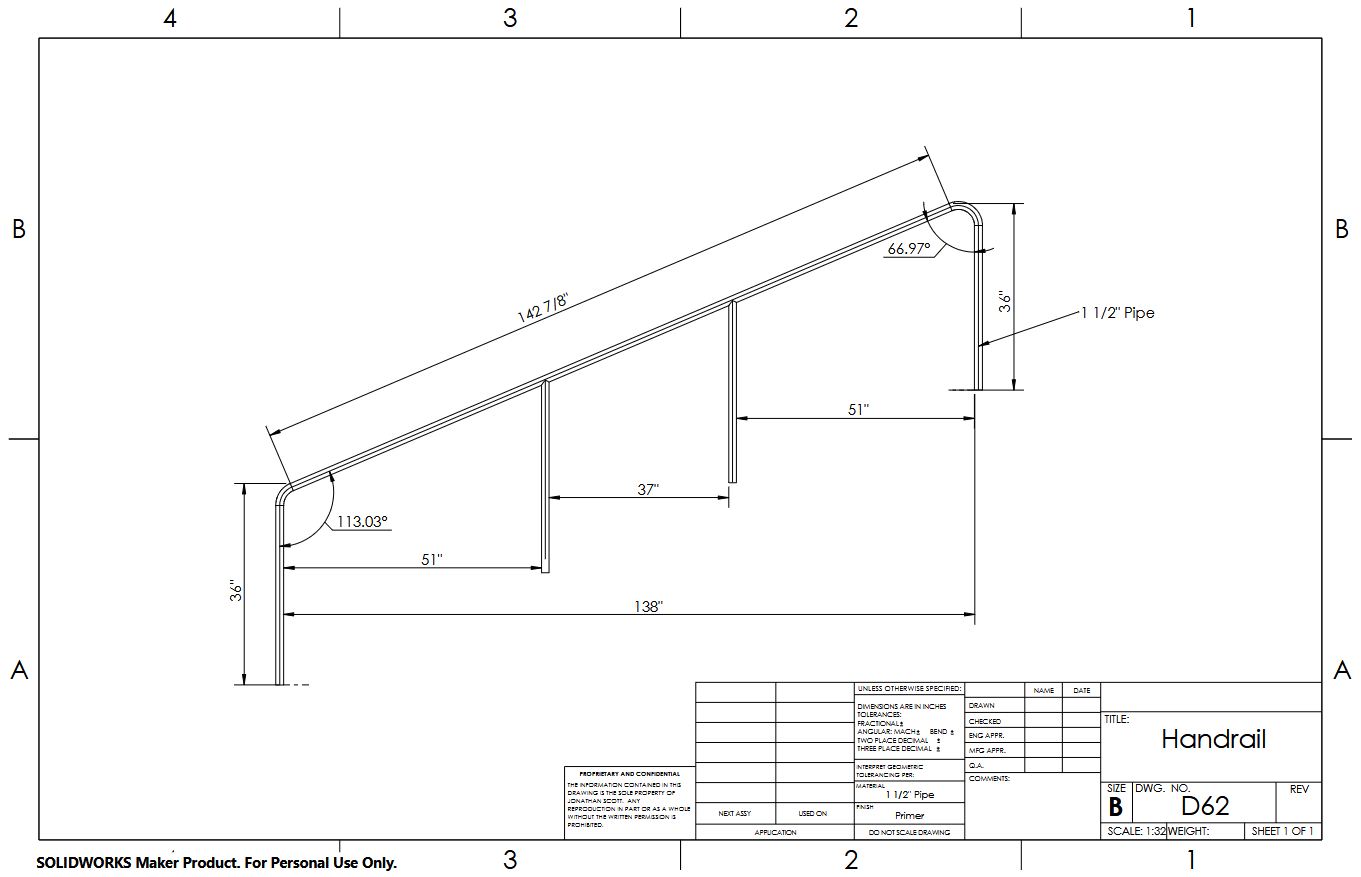 4 3 2 1
B
B
142 7/8"
66.97°
36"
1 1/2" Pipe
51"
37"
113.03°
51"
36"
138"
A
A
UNLESS OTHERWISE SPECIFIED:
DIMENSIONS ARE IN INCHES
TOLERANCES:
FRACTIONAL±
ANGULAR: MACH± BEND ±
TWO PLACE DECIMAL ±
THREE PLACE DECIMAL ±
INTERPRET GEOMETRIC
TOLERANCING PER:
MATERIAL
1 1/2" Pipe
FINISH
Primer
DO NOT SCALE DRAWING
NAME DATE
DRAWN
CHECKED
ENG APPR.
MFG APPR.
Q.A.
COMMENTS:
TITLE:
Handrail
SIZE
B
DWG. NO.
D62
REV
SCALE: 1:32 WEIGHT: SHEET 1 OF 1
PROPRIETARY AND CONFIDENTIAL
THE INFORMATION CONTAINED IN THIS
DRAWING IS THE SOLE PROPERTY OF
JONATHAN SCOTT. ANY
REPRODUCTION IN PART OR AS A WHOLE
WITHOUT THE WRITTEN PERMISSION IS
PROHIBITED.
NEXT ASSY USED ON
APPLICATION
SOLIDWORKS Maker Product. For Personal Use Only.
3 2 1